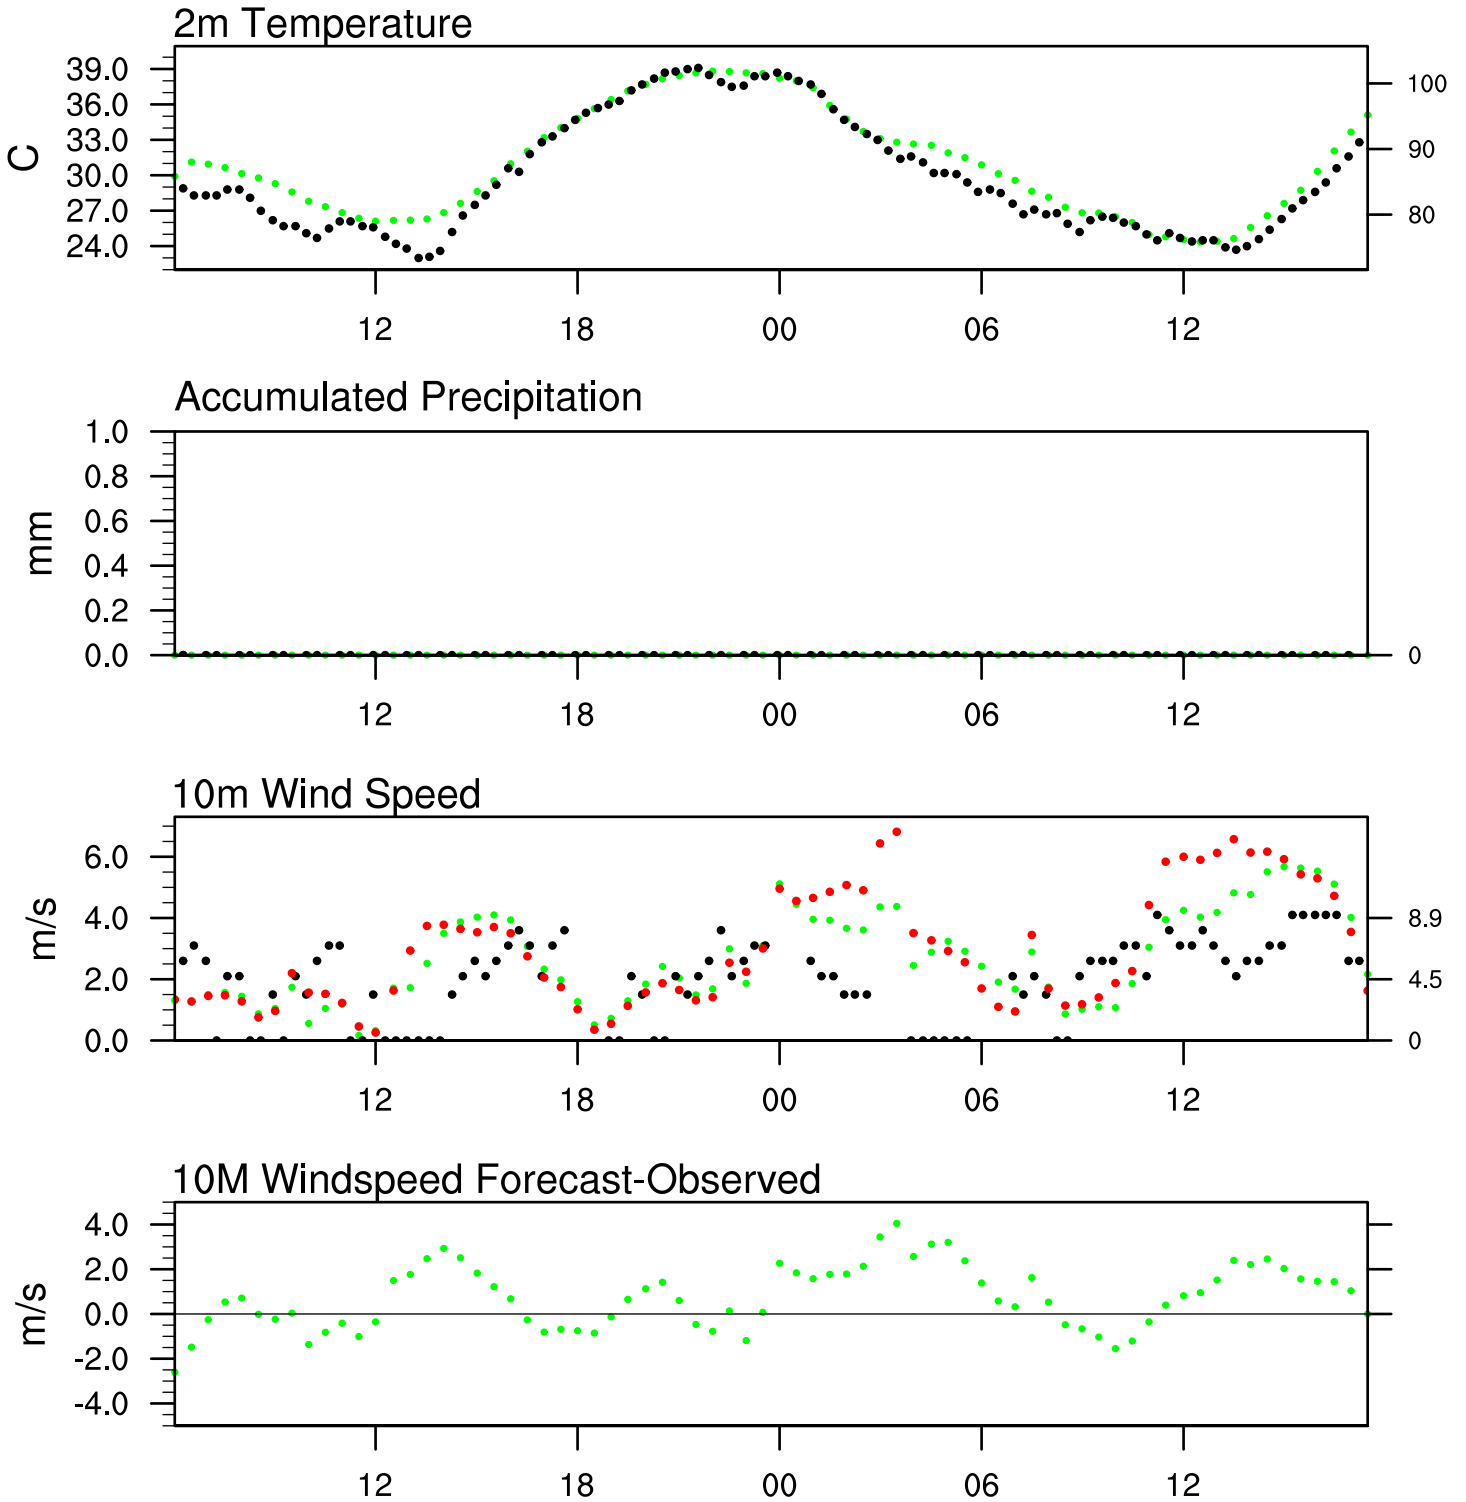 2m Temperature
39.0
36.0
33.0
30.0
27.0
24.0
C
100
90
80
12 18 00 06 12
Accumulated Precipitation
1.0
0.8
0.6
0.4
0.2
0.0
mm
0
12 18 00 06 12
10m Wind Speed
6.0
4.0
2.0
0.0
m/s
8.9
4.5
0
12 18 00 06 12
10M Windspeed Forecast-Observed
4.0
2.0
0.0
-2.0
-4.0
m/s
12 18 00 06 12